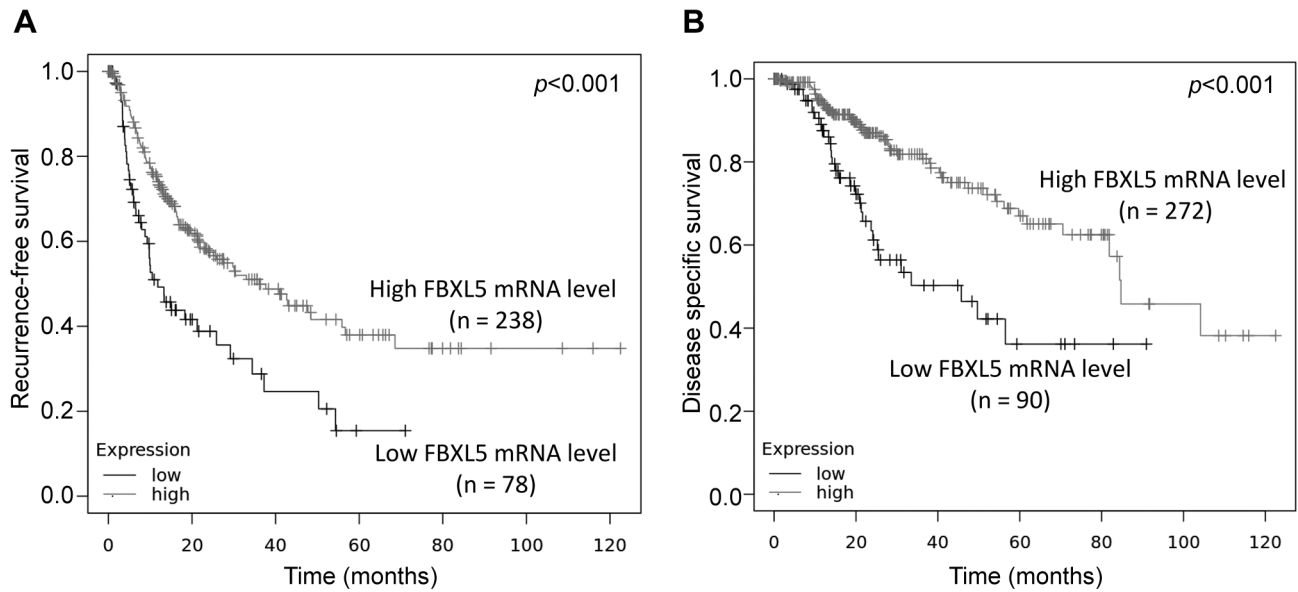 A
Recurrence-free survival
1.0
0.8
0.6
0.4
0.2
0.0
p<0.001
High FBXL5 mRNA level
(n = 238)
Low FBXL5 mRNA level
(n = 78)
Expression
low
high
0 20 40 60 80 100 120
Time (months)
B
Disease specific survival
1.0
0.8
0.6
0.4
0.2
0.0
p<0.001
High FBXL5 mRNA level
(n = 272)
Low FBXL5 mRNA level
(n = 90)
Expression
low
high
0 20 40 60 80 100 120
Time (months)